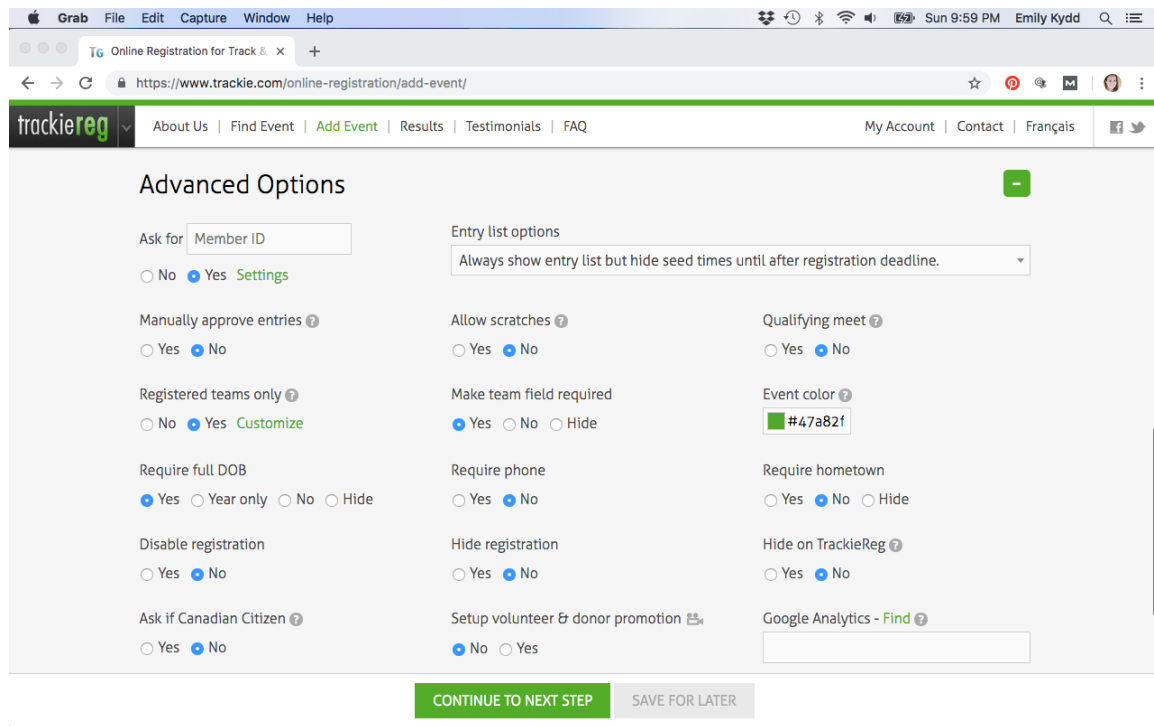 Grab File Edit Capture Window Help Sun 9:59 PM Emily Kydd
TG Online Registration for Track &
https://www.trackie.com/online-registration/add-event/
trackiereg About Us | Find Event | Add Event | Results | Testimonials | FAQ My Account | Contact | Français
Advanced Options
Ask for Member ID
No Yes Settings
Entry list options
Always show entry list but hide seed times until after registration deadline.
Manually approve entries ? Allow scratches ? Qualifying meet ?
Yes No Yes No Yes No
Registered teams only ? Make team field required Event color ?
No Yes Customize Yes No Hide #47a82f
Require full DOB Require phone Require hometown
Yes Year only No Hide Yes No Yes No Hide
Disable registration Hide registration Hide on TrackieReg ?
Yes No Yes No Yes No
Ask if Canadian Citizen ? Setup volunteer & donor promotion Google Analytics - Find ?
Yes No No Yes
CONTINUE TO NEXT STEP SAVE FOR LATER